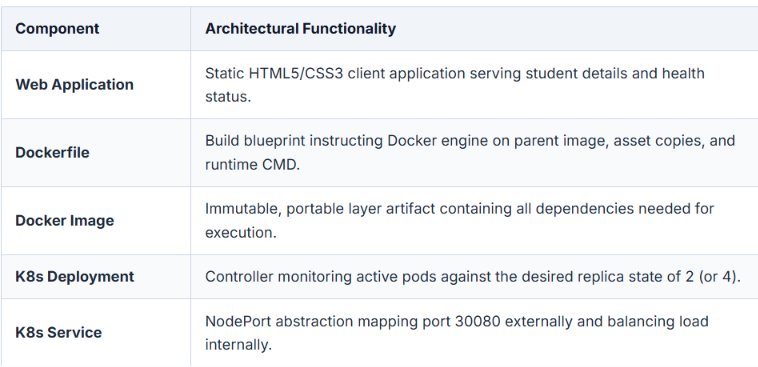 Component Architectural Functionality
Web Application
Static HTML5/CSS3 client application serving student details and health
status.
Dockerfile
Build blueprint instructing Docker engine on parent image, asset copies, and
runtime CMD.
Docker Image
Immutable, portable layer artifact containing all dependencies needed for
execution.
K8s Deployment Controller monitoring active pods against the desired replica state of 2 (or 4).
K8s Service
NodePort abstraction mapping port 30080 externally and balancing load
internally.